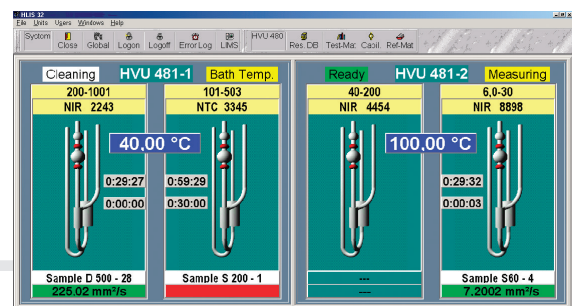 HLIS 32
File Units Users Windows Help
System Close Global Logon Logoff Error Log LIMS HVU 480 Res. DB Test-Mat Capil. Ref-Mat
Cleaning HVU 481-1 Bath Temp. Ready HVU 481-2 Measuring
200-1001 101-503 40-200 6,0-30
NIR 2243 NTC 3345 NIR 4454 NIR 8898
40,00 °C 100,00 °C
0:29:27 0:59:29 0:29:32
0:00:00 0:30:00 0:00:03
Sample D 500 - 28 Sample S 200 - 1 --- Sample S60 - 4
225.02 mm²/s --- 7,2002 mm²/s